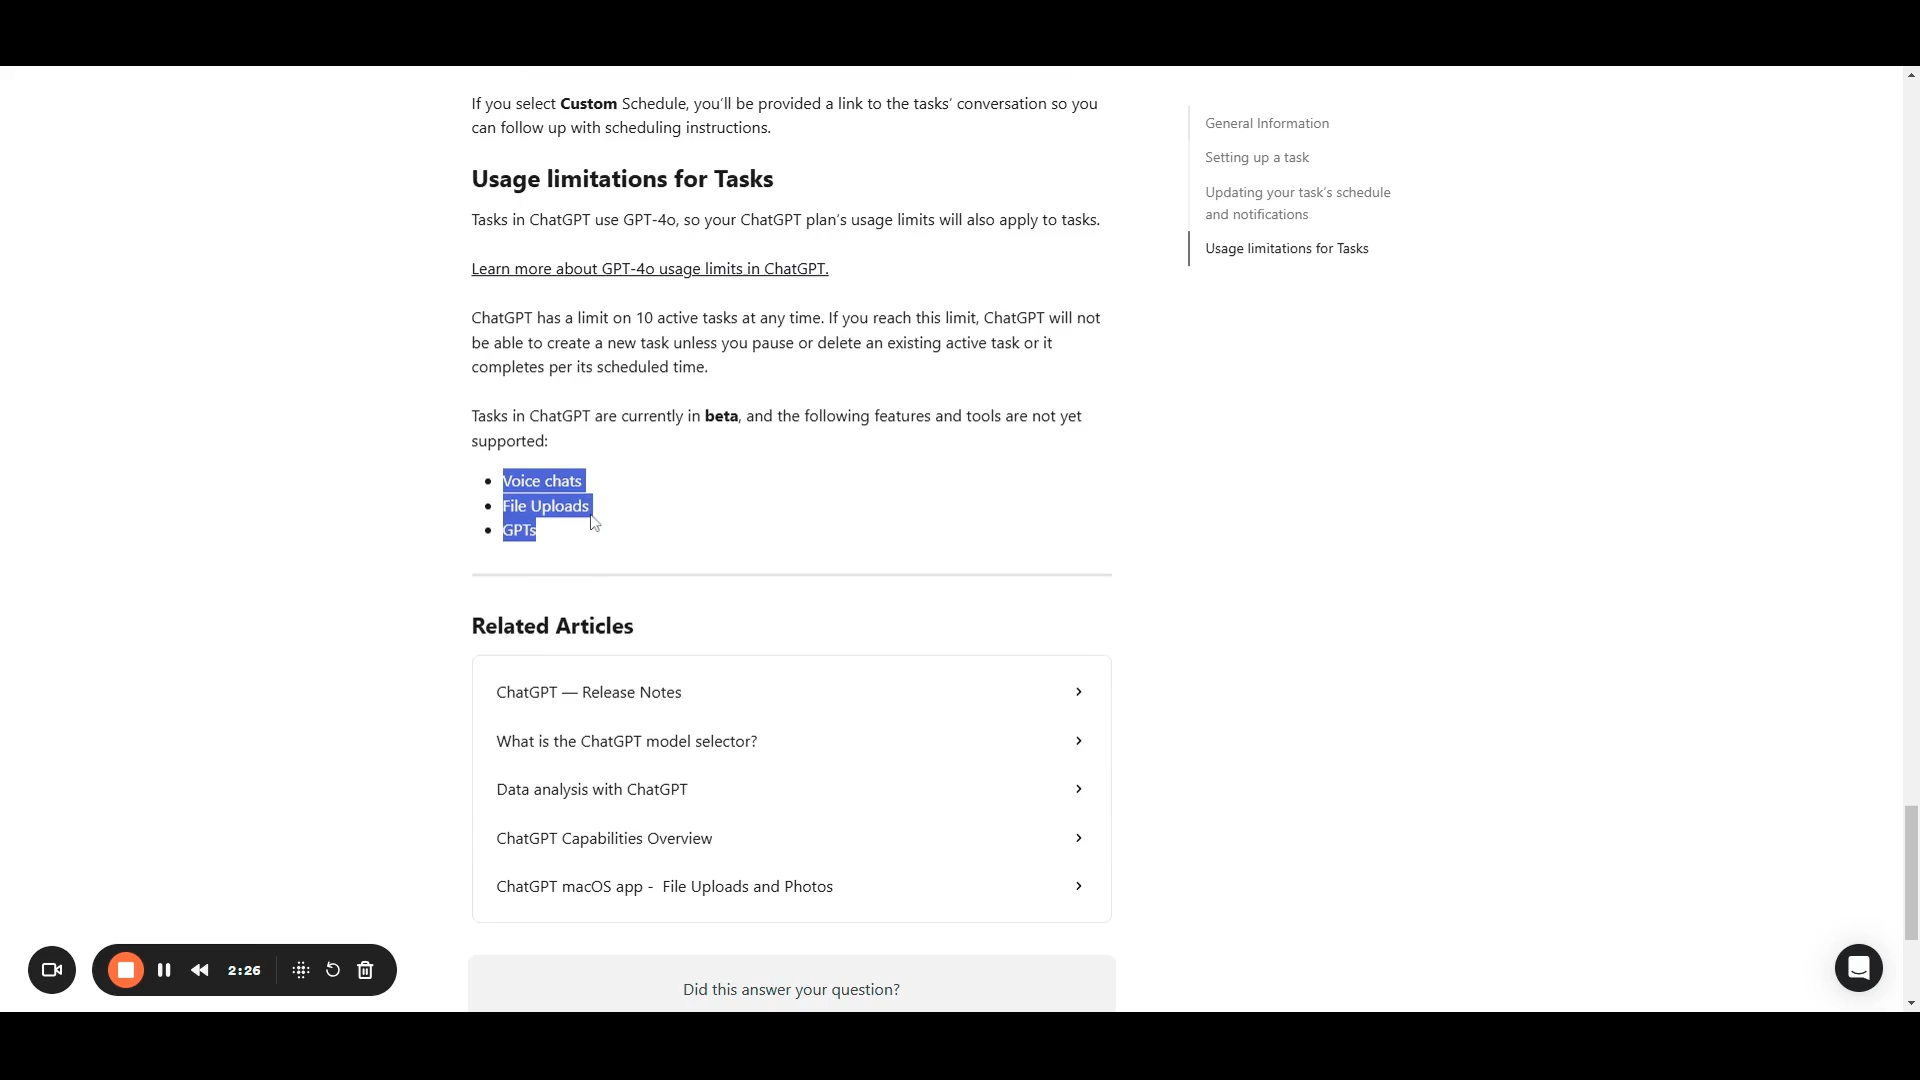 If you select Custom Schedule, you'll be provided a link to the tasks' conversation so you
can follow up with scheduling instructions.
Usage limitations for Tasks
Tasks in ChatGPT use GPT-4o, so your ChatGPT plan's usage limits will also apply to tasks.
Learn more about GPT-4o usage limits in ChatGPT.
ChatGPT has a limit on 10 active tasks at any time. If you reach this limit, ChatGPT will not
be able to create a new task unless you pause or delete an existing active task or it
completes per its scheduled time.
Tasks in ChatGPT are currently in beta, and the following features and tools are not yet
supported:
Voice chats
File Uploads
GPTs
Related Articles
ChatGPT — Release Notes
What is the ChatGPT model selector?
Data analysis with ChatGPT
ChatGPT Capabilities Overview
ChatGPT macOS app - File Uploads and Photos
Did this answer your question?
General Information
Setting up a task
Updating your task's schedule
and notifications
Usage limitations for Tasks
2:26